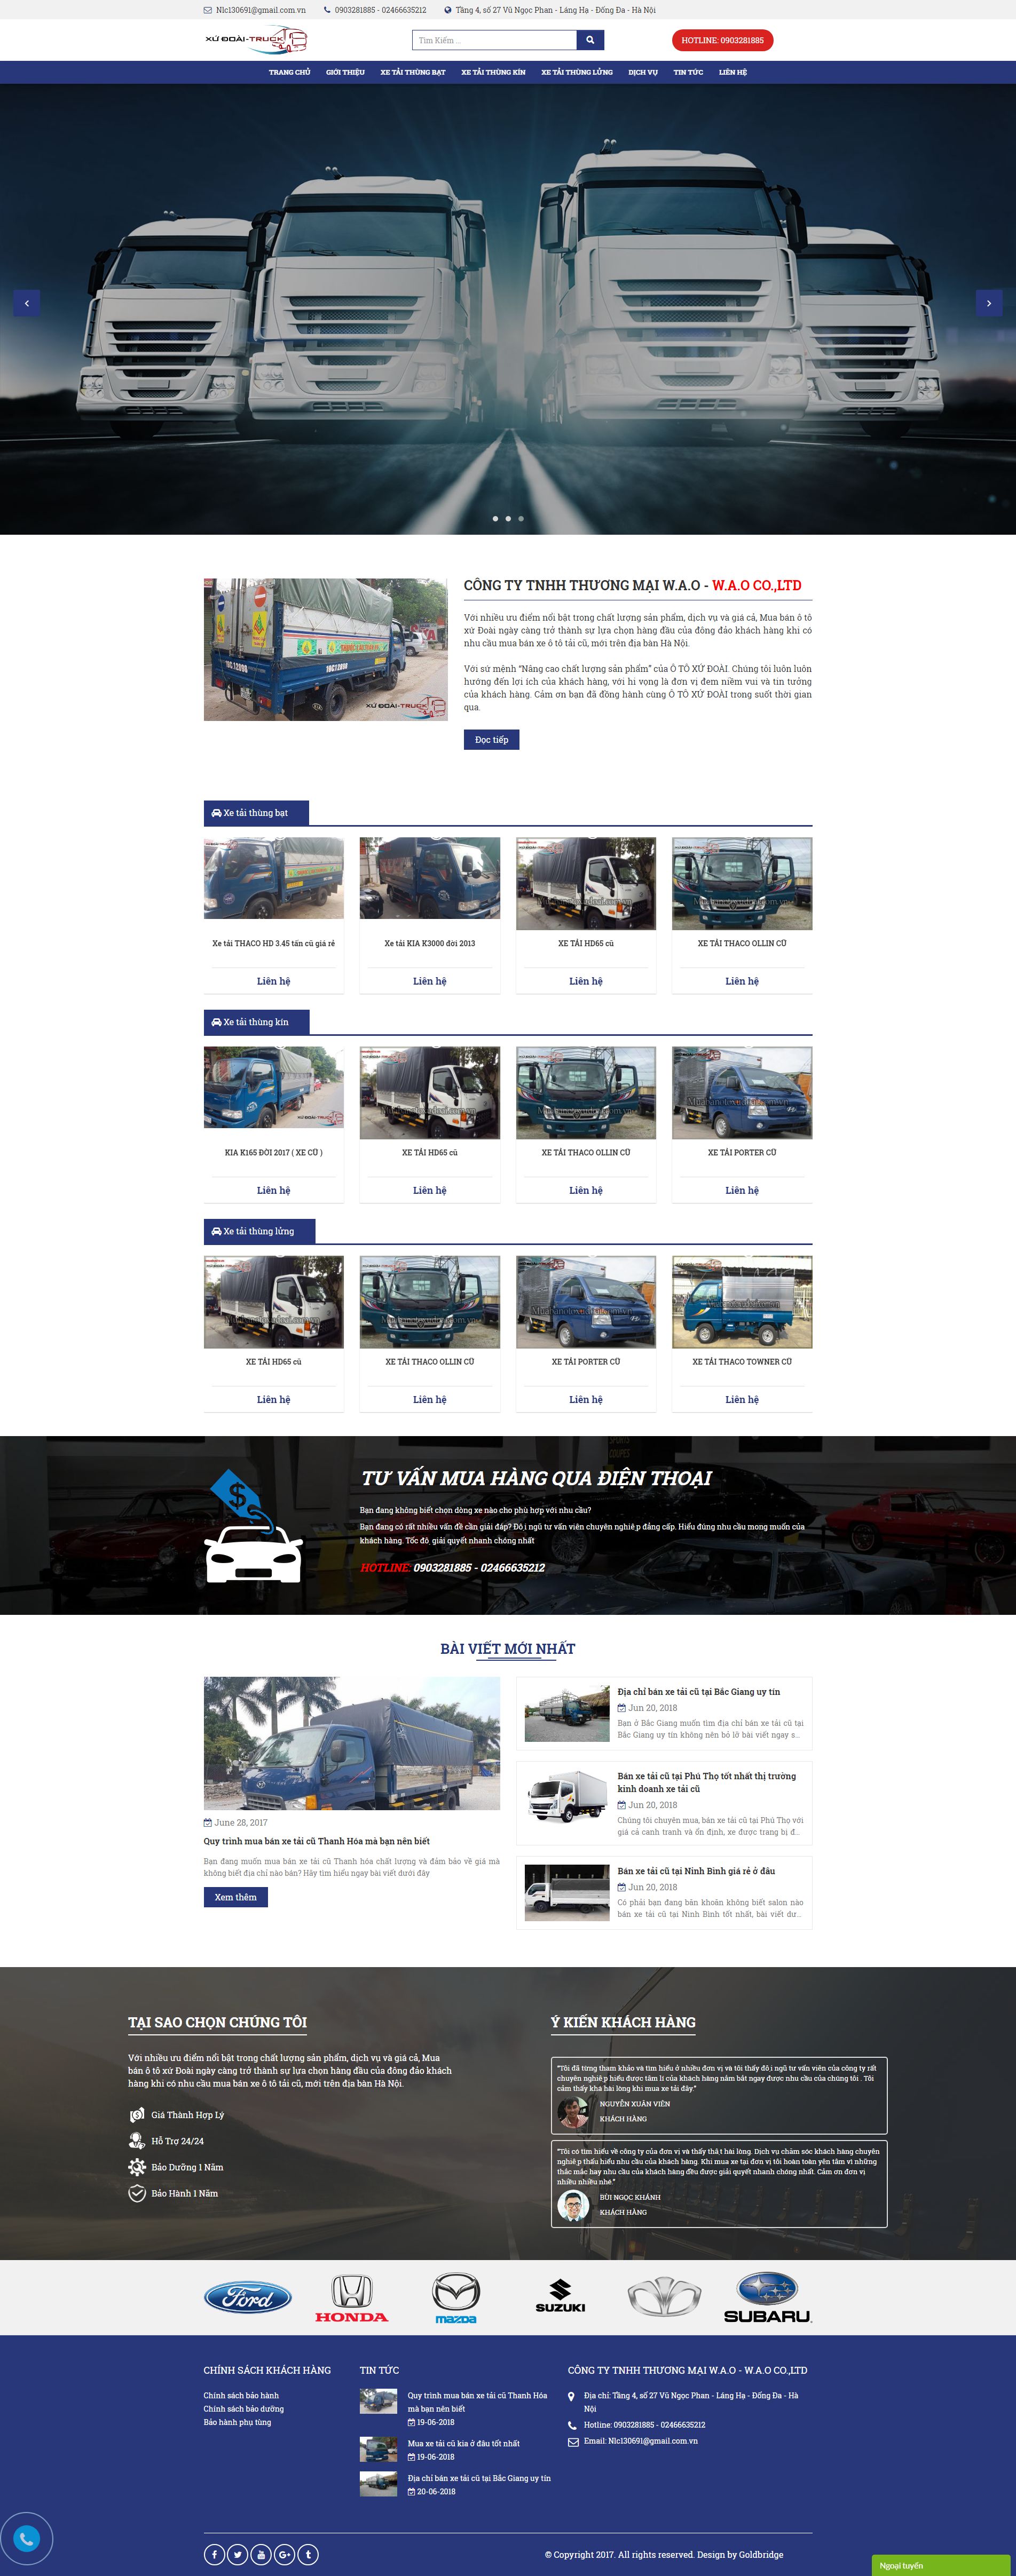 Nlc130691@gmail.com.vn 0903281885 - 02466635212 Tầng 4, số 27 Vũ Ngọc Phan - Láng Hạ - Đống Đa - Hà Nội
XỨ ĐOÀI-TRUCK
Tìm Kiếm ...
HOTLINE: 0903281885
TRANG CHỦ GIỚI THIỆU XE TẢI THÙNG BẠT XE TẢI THÙNG KÍN XE TẢI THÙNG LỬNG DỊCH VỤ TIN TỨC LIÊN HỆ
CÔNG TY TNHH THƯƠNG MẠI W.A.O - W.A.O CO.,LTD
Với nhiều ưu điểm nổi bật trong chất lượng sản phẩm, dịch vụ và giá cả, Mua bán ô tô
xứ Đoài ngày càng trở thành sự lựa chọn hàng đầu của đông đảo khách hàng khi có
nhu cầu mua bán xe ô tô tải cũ, mới trên địa bàn Hà Nội.
Với sứ mệnh “Nâng cao chất lượng sản phẩm” của Ô TÔ XỨ ĐOÀI. Chúng tôi luôn luôn
hướng đến lợi ích của khách hàng, với hi vọng là đơn vị đem niềm vui và tin tưởng
của khách hàng. Cảm ơn bạn đã đồng hành cùng Ô TÔ XỨ ĐOÀI trong suốt thời gian
qua.
XỨ ĐOÀI-TRUCK
Đọc tiếp
Xe tải thùng bạt
Xe tải THACO HD 3.45 tấn cũ giá rẻ
Xe tải KIA K3000 đời 2013
XE TẢI HD65 cũ
XE TẢI THACO OLLIN CŨ
Liên hệ
Liên hệ
Liên hệ
Liên hệ
Xe tải thùng kín
XỨ ĐOÀI-TRUCK
KIA K165 ĐỜI 2017 ( XE CŨ )
XE TẢI HD65 cũ
XE TẢI THACO OLLIN CŨ
XE TẢI PORTER CŨ
Liên hệ
Liên hệ
Liên hệ
Liên hệ
Xe tải thùng lửng
XE TẢI HD65 cũ
XE TẢI THACO OLLIN CŨ
XE TẢI PORTER CŨ
XE TẢI THACO TOWNER CŨ
Liên hệ
Liên hệ
Liên hệ
Liên hệ
TƯ VẤN MUA HÀNG QUA ĐIỆN THOẠI
Bạn đang không biết chọn dòng xe nào cho phù hợp với nhu cầu?
Bạn đang có rất nhiều vấn đề cần giải đáp? Đội ngũ tư vấn viên chuyên nghiệp đẳng cấp. Hiểu đúng nhu cầu mong muốn của
khách hàng. Tốc độ, giải quyết nhanh chóng nhất
HOTLINE: 0903281885 - 02466635212
BÀI VIẾT MỚI NHẤT
June 28, 2017
Quy trình mua bán xe tải cũ Thanh Hóa mà bạn nên biết
Bạn đang muốn mua bán xe tải cũ Thanh hóa chất lượng và đảm bảo về giá mà
không biết địa chỉ nào bán? Hãy tìm hiểu ngay bài viết dưới đây
Xem thêm
Địa chỉ bán xe tải cũ tại Bắc Giang uy tín
Jun 20, 2018
Bạn ở Bắc Giang muốn tìm địa chỉ bán xe tải cũ tại
Bắc Giang uy tín không nên bỏ lỡ bài viết ngay s...
Bán xe tải cũ tại Phú Thọ tốt nhất thị trường
kinh doanh xe tải cũ
Jun 20, 2018
Chúng tôi chuyên mua, bán xe tải cũ tại Phú Thọ với
giá cả cạnh tranh và ổn định, xe được trang bị đ...
Bán xe tải cũ tại Ninh Bình giá rẻ ở đâu
Jun 20, 2018
Có phải bạn đang băn khoăn không biết salon nào
bán xe tải cũ tại Ninh Bình tốt nhất, bài viết dư...
TẠI SAO CHỌN CHÚNG TÔI
Với nhiều ưu điểm nổi bật trong chất lượng sản phẩm, dịch vụ và giá cả, Mua
bán ô tô xứ Đoài ngày càng trở thành sự lựa chọn hàng đầu của đông đảo khách
hàng khi có nhu cầu mua bán xe ô tô tải cũ, mới trên địa bàn Hà Nội.
Giá Thành Hợp Lý
Hỗ Trợ 24/24
Bảo Dưỡng 1 Năm
Bảo Hành 1 Năm
Ý KIẾN KHÁCH HÀNG
"Tôi đã từng tham khảo và tìm hiểu ở nhiều đơn vị và tôi thấy đội ngũ tư vấn viên của công ty rất
chuyên nghiệp hiểu được tâm lí của khách hàng nắm bắt ngay được nhu cầu của chúng tôi . Tôi
cảm thấy khá hài lòng khi mua xe tải đây."
NGUYỄN XUÂN VIÊN
KHÁCH HÀNG
"Tôi có tìm hiểu về công ty của đơn vị và thấy thật hài lòng. Dịch vụ chăm sóc khách hàng chuyên
nghiệp thấu hiểu nhu cầu của khách hàng. Khi mua xe tại đơn vị tôi hoàn toàn yên tâm vì những
thắc mắc hay nhu cầu của khách hàng đều được giải quyết nhanh chóng nhất. Cảm ơn đơn vị
nhiều nhiều nhé."
BÙI NGỌC KHÁNH
KHÁCH HÀNG
Ford HONDA mazda SUZUKI SUBARU
CHÍNH SÁCH KHÁCH HÀNG
Chính sách bảo hành
Chính sách bảo dưỡng
Bảo hành phụ tùng
TIN TỨC
Quy trình mua bán xe tải cũ Thanh Hóa
mà bạn nên biết
19-06-2018
Mua xe tải cũ kia ở đâu tốt nhất
19-06-2018
Địa chỉ bán xe tải cũ tại Bắc Giang uy tín
20-06-2018
CÔNG TY TNHH THƯƠNG MẠI W.A.O - W.A.O CO.,LTD
Địa chỉ: Tầng 4, số 27 Vũ Ngọc Phan - Láng Hạ - Đống Đa - Hà
Nội
Hotline: 0903281885 - 02466635212
Email: Nlc130691@gmail.com.vn
© Copyright 2017. All rights reserved. Design by Goldbridge
Ngoại tuyến